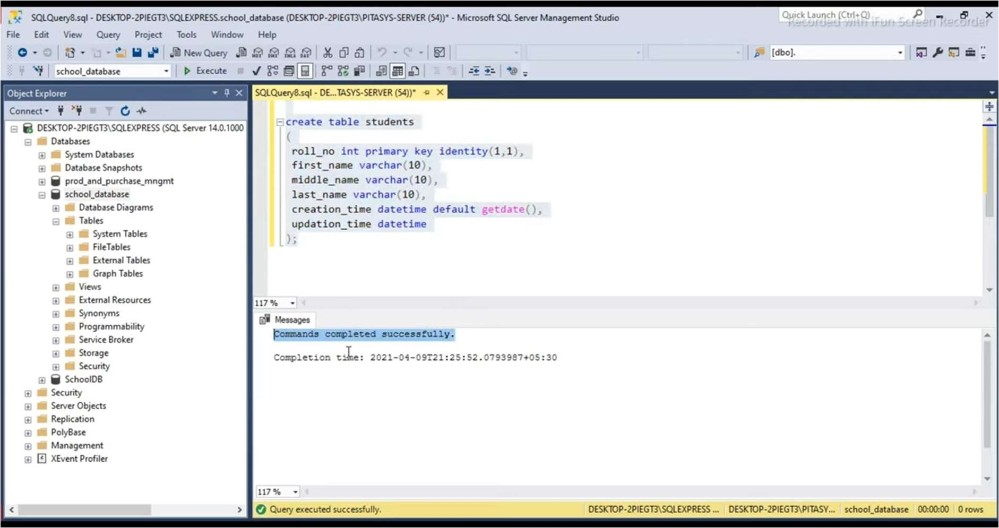 SQLQuery8.sql - DESKTOP-2PIEGT3\SQLEXPRESS.school_database (DESKTOP-2PIEGT3\PITASYS-SERVER (54))* - Microsoft SQL Server Management Studio
Quick Launch (Ctrl+Q)
Recorded with iFun Screen Recorder
File Edit View Query Project Tools Window Help
New Query
MDX DMX XMLA DAX
[dbo].
school_database
Execute
Object Explorer
Connect
DESKTOP-2PIEGT3\SQLEXPRESS (SQL Server 14.0.1000
Databases
System Databases
Database Snapshots
prod_and_purchase_mngmt
school_database
Database Diagrams
Tables
System Tables
FileTables
External Tables
Graph Tables
Views
External Resources
Synonyms
Programmability
Service Broker
Storage
Security
SchoolDB
Security
Server Objects
Replication
PolyBase
Management
XEvent Profiler
SQLQuery8.sql - DE...TASYS-SERVER (54))*
create table students
(
roll_no int primary key identity(1,1),
first_name varchar(10),
middle_name varchar(10),
last_name varchar(10),
creation_time datetime default getdate(),
updation_time datetime
);
117 %
Messages
Commands completed successfully.
Completion time: 2021-04-09T21:25:52.0793987+05:30
117 %
Query executed successfully.
DESKTOP-2PIEGT3\SQLEXPRESS ...
DESKTOP-2PIEGT3\PITASY...
school_database
00:00:00
0 rows